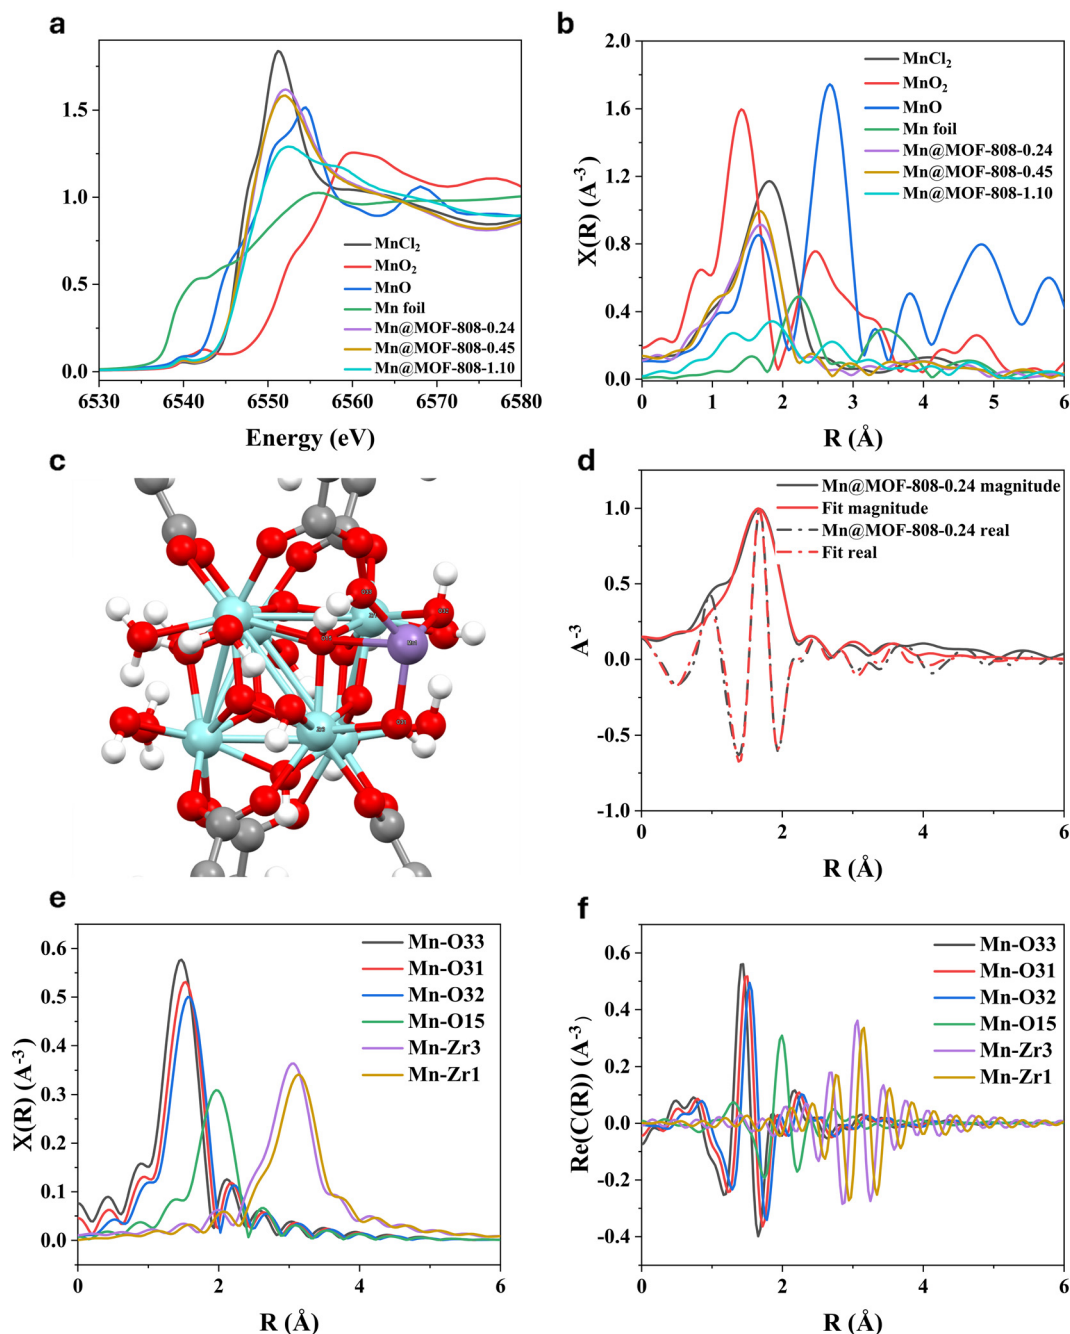 a
MnCl2
MnO2
MnO
Mn foil
Mn@MOF-808-0.24
Mn@MOF-808-0.45
Mn@MOF-808-1.10
1.5
1.0
0.5
0.0
6530 6540 6550 6560 6570 6580
Energy (eV)
b
X(R) (A-3)
MnCl2
MnO2
MnO
Mn foil
Mn@MOF-808-0.24
Mn@MOF-808-0.45
Mn@MOF-808-1.10
2.0
1.6
1.2
0.8
0.4
0.0
0 1 2 3 4 5 6
R (Å)
c
O33
O32
d
A-3
Mn@MOF-808-0.24 magnitude
Fit magnitude
Mn@MOF-808-0.24 real
Fit real
1.0
0.5
0.0
-0.5
-1.0
0 2 4 6
R (Å)
e
X(R) (A-3)
Mn-O33
Mn-O31
Mn-O32
Mn-O15
Mn-Zr3
Mn-Zr1
0.6
0.5
0.4
0.3
0.2
0.1
0.0
0 2 4 6
R (Å)
f
Re(C(R)) (A-3)
Mn-O33
Mn-O31
Mn-O32
Mn-O15
Mn-Zr3
Mn-Zr1
0.6
0.4
0.2
0.0
-0.2
-0.4
0 2 4 6
R (Å)